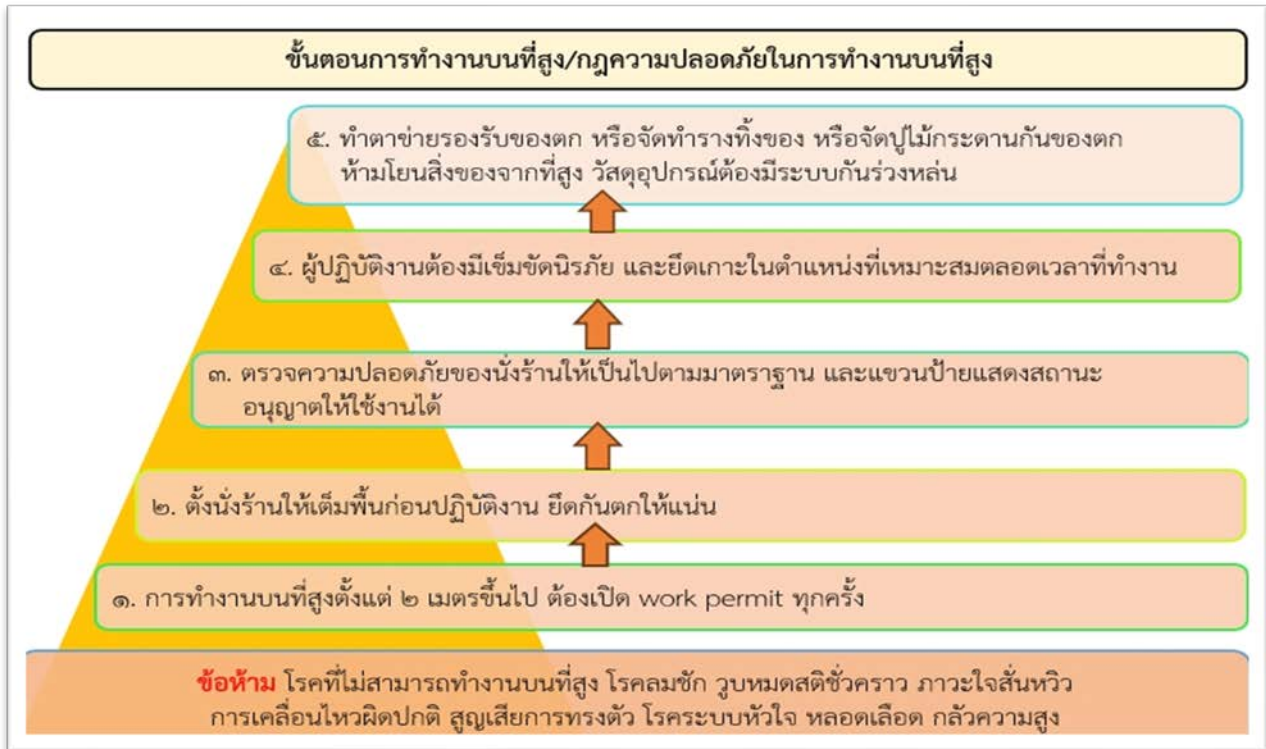 ขั้นตอนการทำงานบนที่สูง/กฎความปลอดภัยในการทำงานบนที่สูง
๕. ทำตาข่ายรองรับของตก หรือจัดทำรางทิ้งของ หรือจัดปูไม้กระดานกันของตก
ห้ามโยนสิ่งของจากที่สูง วัสดุอุปกรณ์ต้องมีระบบกันร่วงหล่น
๔. ผู้ปฏิบัติงานต้องมีเข็มขัดนิรภัย และยึดเกาะในตำแหน่งที่เหมาะสมตลอดเวลาที่ทำงาน
๓. ตรวจความปลอดภัยของนั่งร้านให้เป็นไปตามมาตราฐาน และแขวนป้ายแสดงสถานะ
อนุญาตให้ใช้งานได้
๒. ตั้งนั่งร้านให้เต็มพื้นก่อนปฏิบัติงาน ยึดกันตกให้แน่น
๑. การทำงานบนที่สูงตั้งแต่ ๒ เมตรขึ้นไป ต้องเปิด work permit ทุกครั้ง
ข้อห้าม โรคที่ไม่สามารถทำงานบนที่สูง โรคลมชัก วูบหมดสติชั่วคราว ภาวะใจสั่นหวิว
การเคลื่อนไหวผิดปกติ สูญเสียการทรงตัว โรคระบบหัวใจ หลอดเลือด กลัวความสูง